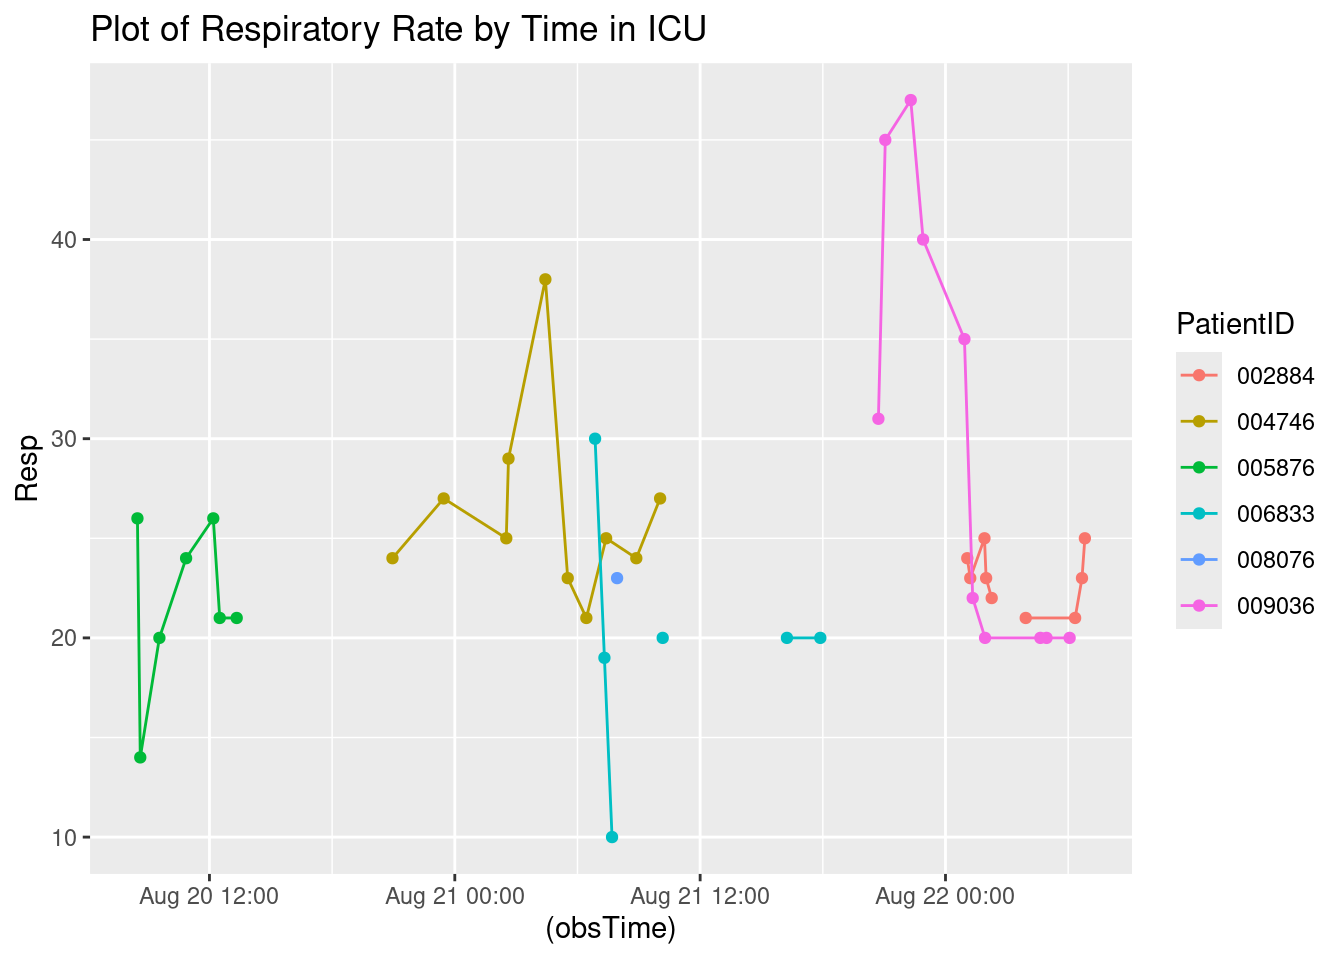 Plot of Respiratory Rate by Time in ICU
Resp
40
30
20
10
Aug 20 12:00
Aug 21 00:00
Aug 21 12:00
Aug 22 00:00
(obsTime)
PatientID
002884
004746
005876
006833
008076
009036